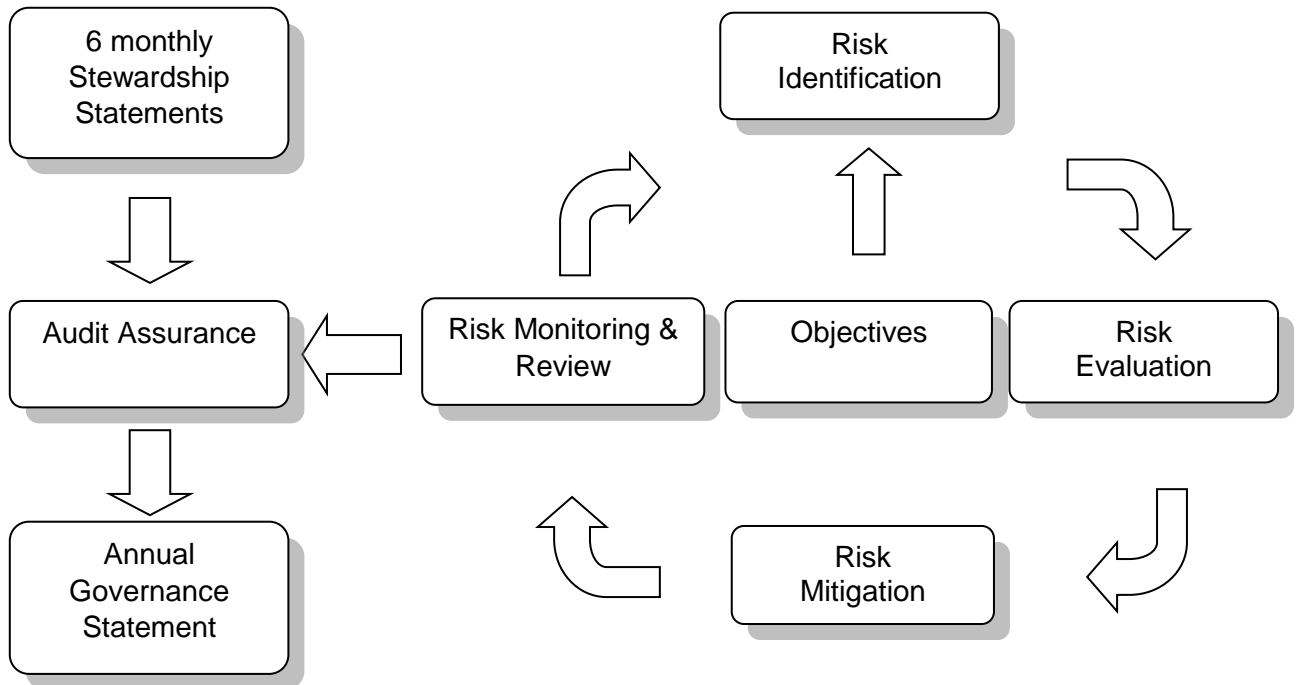 6 monthly
Stewardship
Statements
Risk
Identification
Audit Assurance
Risk Monitoring &
Review
Objectives
Risk
Evaluation
Annual
Governance
Statement
Risk
Mitigation